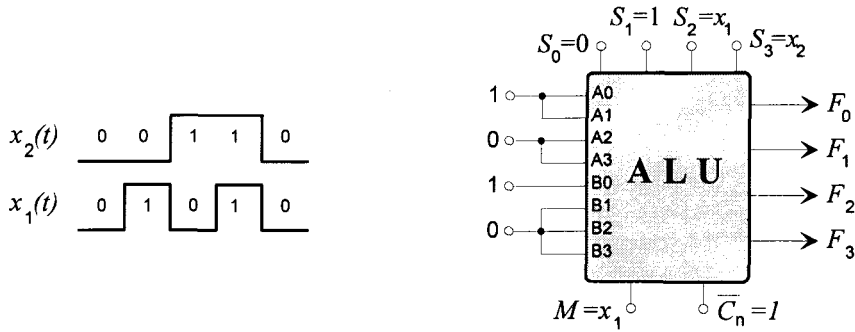 x₂(t) 0 0 1 1 0
x₁(t) 0 1 0 1 0
S₀=0 S₁=1 S₂=x₁ S₃=x₂
1 A0 F₀
A1
0 A2 F₁
A3
ALU
1 B0 F₂
B1
0 B2 F₃
B3
M=x₁ C̅ₙ=1